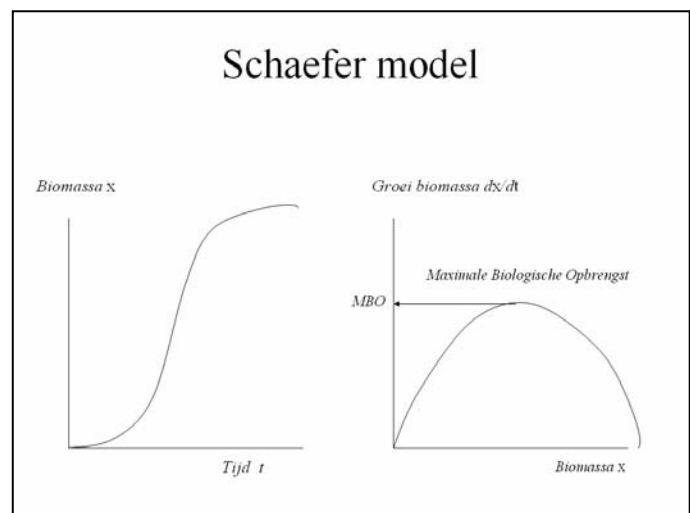 Schaefer model
Biomassa x
Groei biomassa dx/dt
Maximale Biologische Opbrengst
MBO
Tijd t
Biomassa x